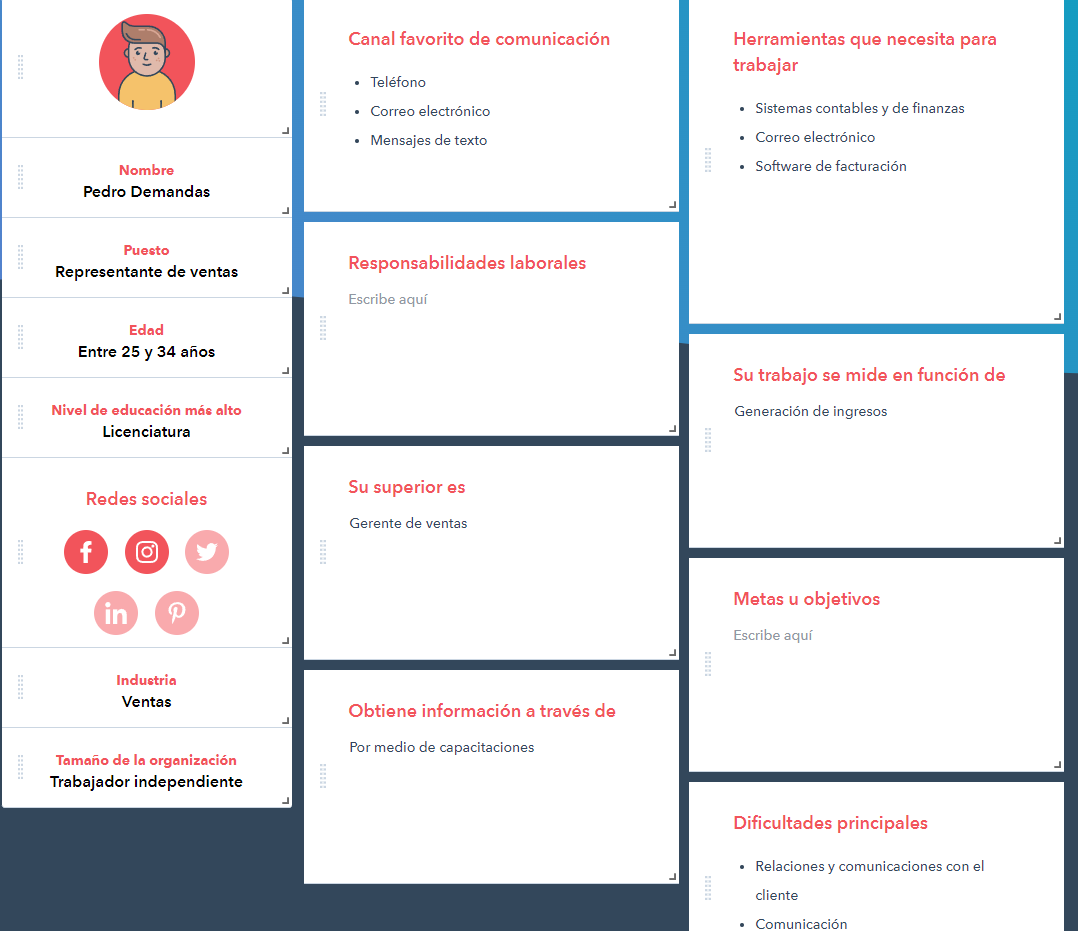 Nombre
Pedro Demandas
Puesto
Representante de ventas
Edad
Entre 25 y 34 años
Nivel de educación más alto
Licenciatura
Redes sociales
Industria
Ventas
Tamaño de la organización
Trabajador independiente
Canal favorito de comunicación
• Teléfono
• Correo electrónico
• Mensajes de texto
Responsabilidades laborales
Escribe aquí
Su superior es
Gerente de ventas
Obtiene información a través de
Por medio de capacitaciones
Herramientas que necesita para
trabajar
• Sistemas contables y de finanzas
• Correo electrónico
• Software de facturación
Su trabajo se mide en función de
Generación de ingresos
Metas u objetivos
Escribe aquí
Dificultades principales
• Relaciones y comunicaciones con el
cliente
• Comunicación